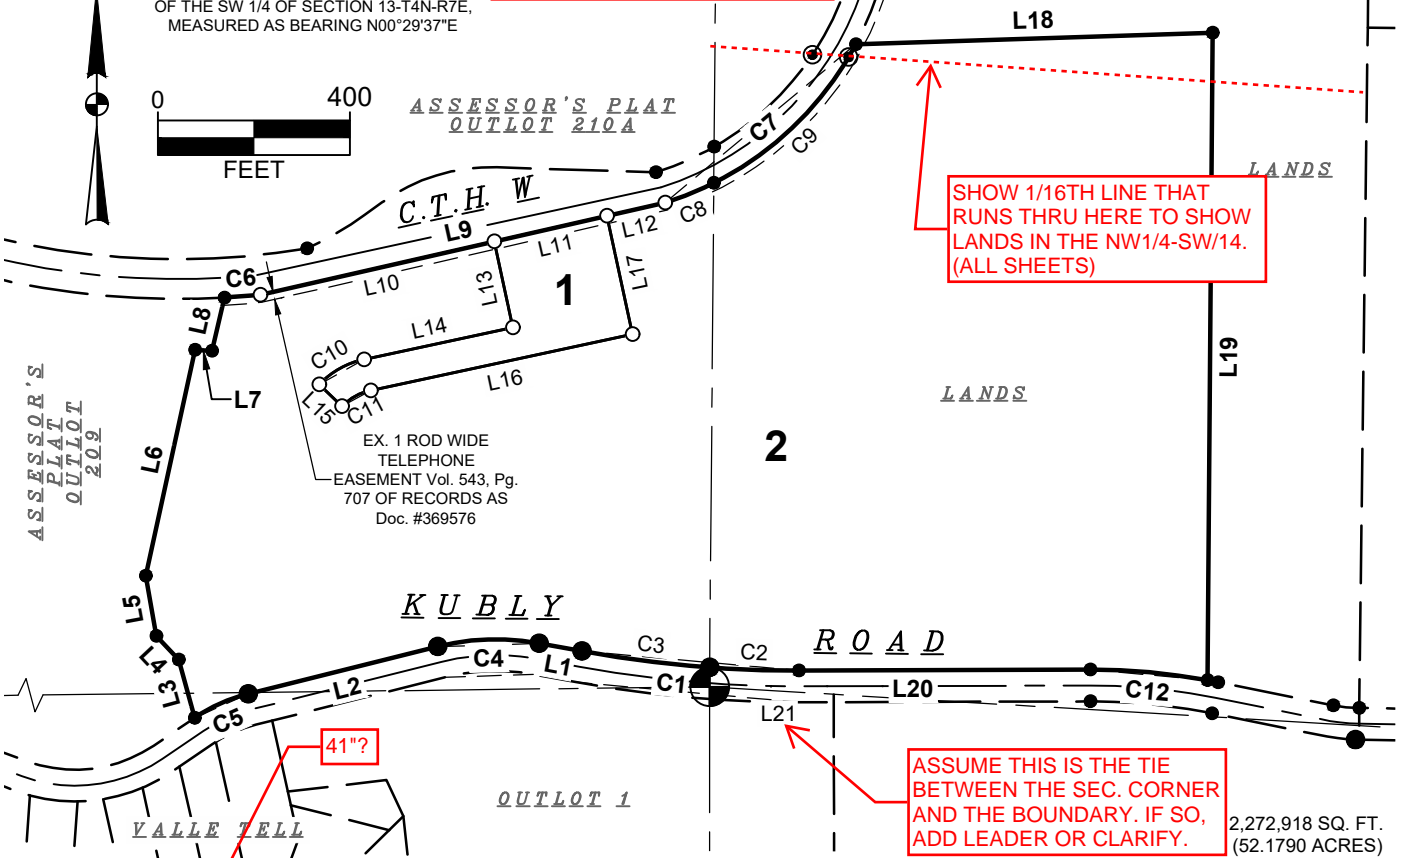 OF THE SW 1/4 OF SECTION 13-T4N-R7E,
MEASURED AS BEARING N00°29'37"E
0
400
FEET
ASSESSOR'S PLAT
OUTLOT 210A
C.T.H. W
L18
C7
C9
C8
L9
L12
L11
L10
C6
L13
L17
1
L8
L14
C10
L16
L15
C11
L7
LANDS
SHOW 1/16TH LINE THAT
RUNS THRU HERE TO SHOW
LANDS IN THE NW1/4-SW/14.
(ALL SHEETS)
L19
LANDS
2
ASSESSOR'S
PLAT
OUTLOT
209
L6
EX. 1 ROD WIDE
TELEPHONE
EASEMENT Vol. 543, Pg.
707 OF RECORDS AS
Doc. #369576
L5
L4
L3
KUBLY
ROAD
C3
C2
C4
L1
C1
L2
C5
L20
C12
L21
41"?
ASSUME THIS IS THE TIE
BETWEEN THE SEC. CORNER
AND THE BOUNDARY. IF SO,
ADD LEADER OR CLARIFY.
OUTLOT 1
VALLE TELL
2,272,918 SQ. FT.
(52.1790 ACRES)